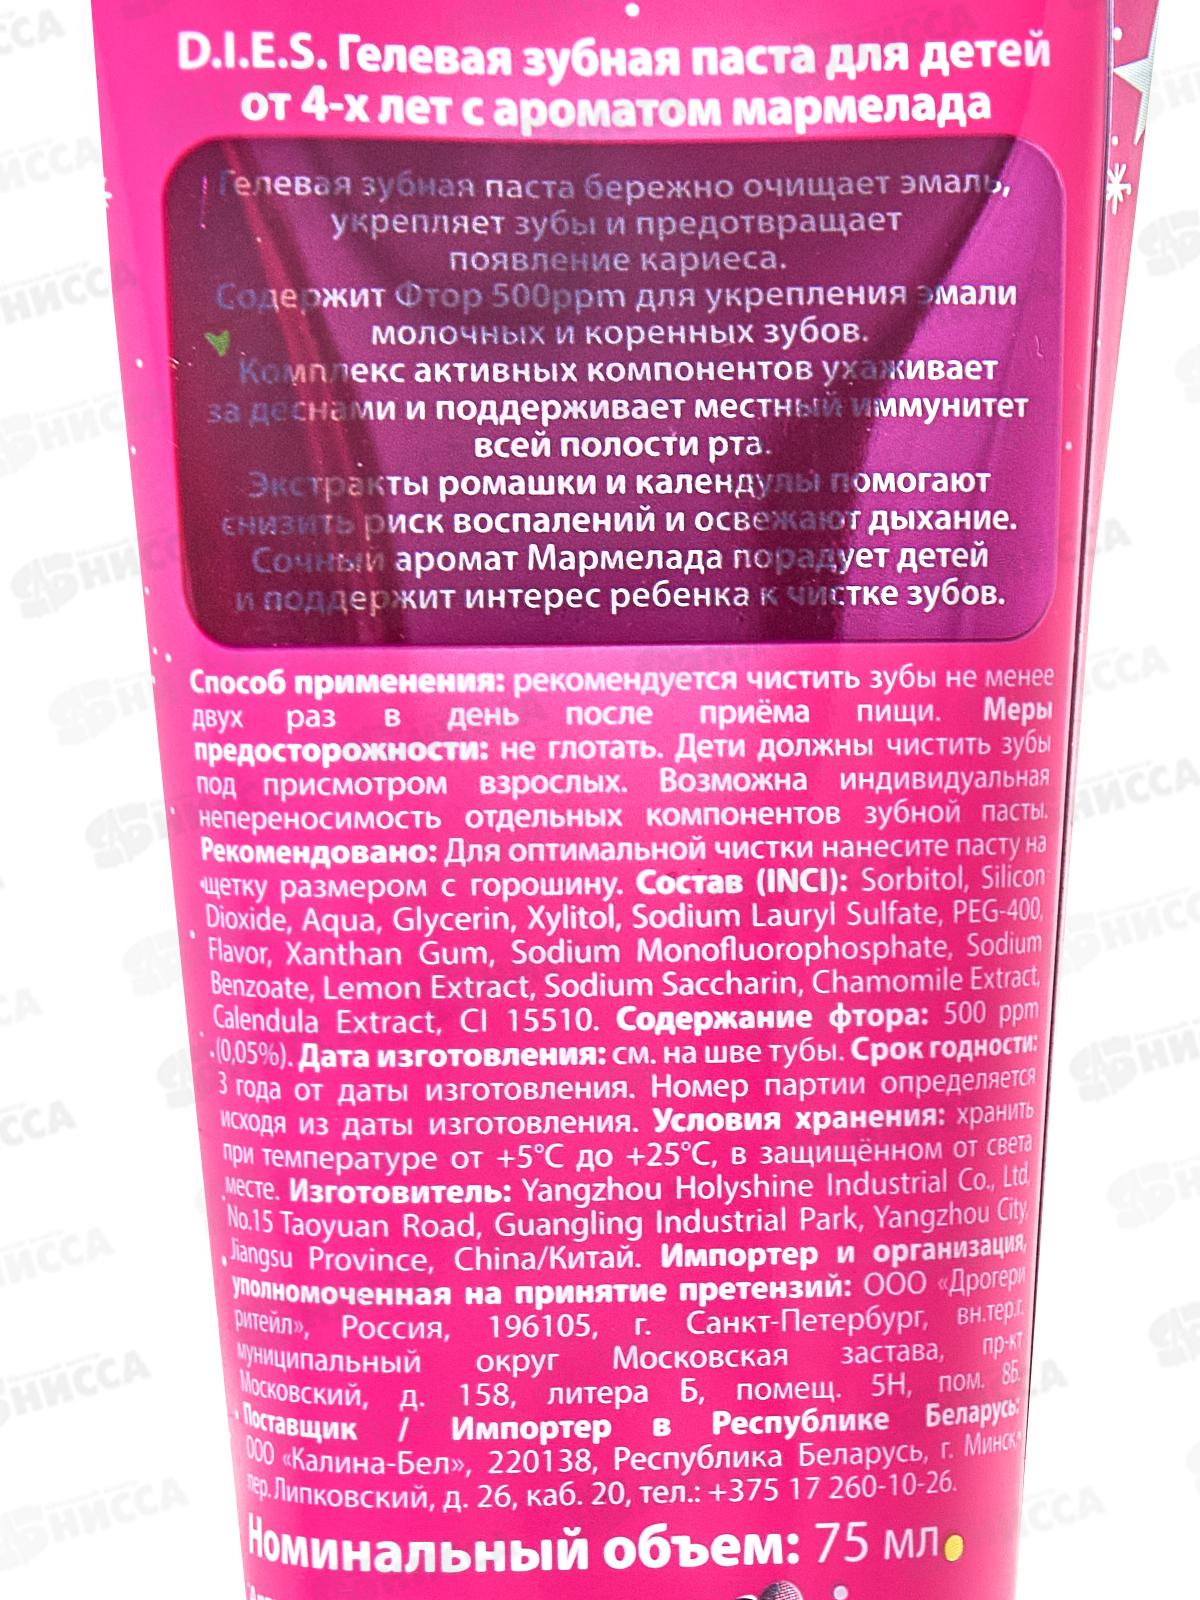 D.I.E.S. Гелевая зубная паста для детей
от 4-х лет с ароматом мармелада
Гелевая зубная паста бережно очищает эмаль,
укрепляет зубы и предотвращает
появление кариеса.
Содержит Фтор 500ppm для укрепления эмали
молочных и коренных зубов.
Комплекс активных компонентов ухаживает
за деснами и поддерживает местный иммунитет
всей полости рта.
Экстракты ромашки и календулы помогают
снизить риск воспалений и освежают дыхание.
Сочный аромат Мармелада порадует детей
и поддержит интерес ребенка к чистке зубов.
Способ применения: рекомендуется чистить зубы не менее
двух раз в день после приёма пищи. Меры
предосторожности: не глотать. Дети должны чистить зубы
под присмотром взрослых. Возможна индивидуальная
непереносимость отдельных компонентов зубной пасты.
Рекомендовано: Для оптимальной чистки нанесите пасту на
щетку размером с горошину. Состав (INCI): Sorbitol, Silicon
Dioxide, Aqua, Glycerin, Xylitol, Sodium Lauryl Sulfate, PEG-400,
Flavor, Xanthan Gum, Sodium Monofluorophosphate, Sodium
Benzoate, Lemon Extract, Sodium Saccharin, Chamomile Extract,
Calendula Extract, CI 15510. Содержание фтора: 500 ppm
(0,05%). Дата изготовления: см. на шве тубы. Срок годности:
3 года от даты изготовления. Номер партии определяется
исходя из даты изготовления. Условия хранения: хранить
при температуре от +5°C до +25°C, в защищённом от света
месте. Изготовитель: Yangzhou Holyshine Industrial Co., Ltd,
No.15 Taoyuan Road, Guangling Industrial Park, Yangzhou City,
Jiangsu Province, China/Китай. Импортер и организация,
уполномоченная на принятие претензий: ООО «Дрогери
ритейл», Россия, 196105, г. Санкт-Петербург, вн.тер.г.
муниципальный округ Московская застава, пр-кт
Московский, д. 158, литера Б, помещ. 5Н, пом. 8Б.
Поставщик / Импортер в Республике Беларусь:
ООО «Калина-Бел», 220138, Республика Беларусь, г. Минск,
пер. Липковский, д. 26, каб. 20, тел.: +375 17 260-10-26.
Номинальный объем: 75 мл